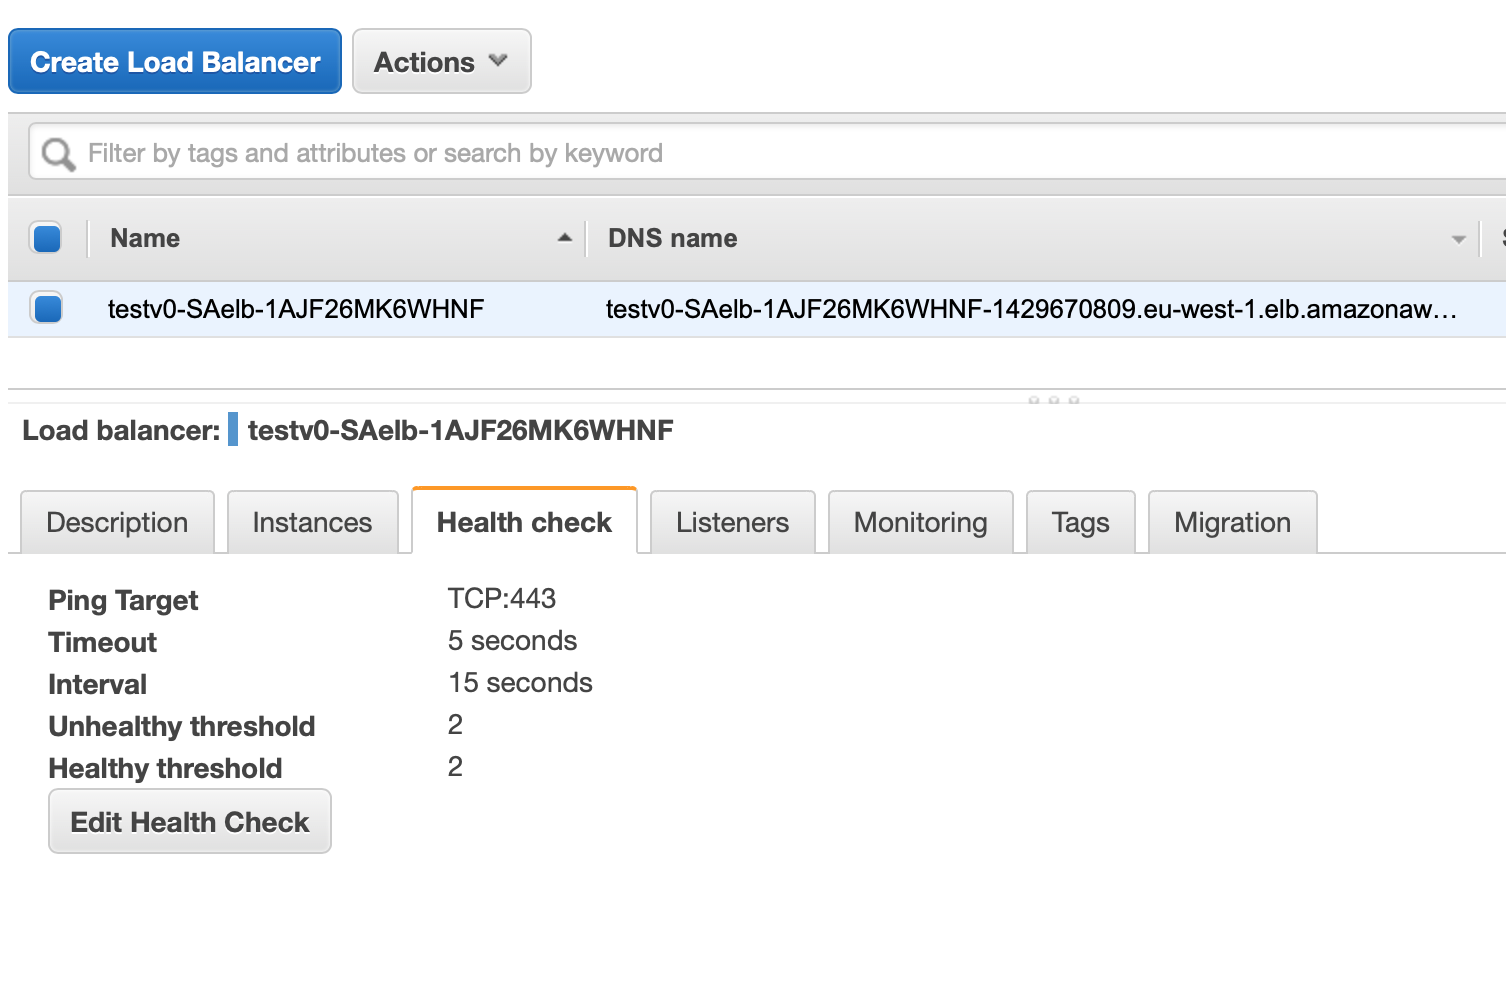 Create Load Balancer Actions
Filter by tags and attributes or search by keyword
Name DNS name
testv0-SAelb-1AJF26MK6WHNF testv0-SAelb-1AJF26MK6WHNF-1429670809.eu-west-1.elb.amazonaw…
Load balancer: testv0-SAelb-1AJF26MK6WHNF
Description Instances Health check Listeners Monitoring Tags Migration
Ping Target TCP:443
Timeout 5 seconds
Interval 15 seconds
Unhealthy threshold 2
Healthy threshold 2
Edit Health Check